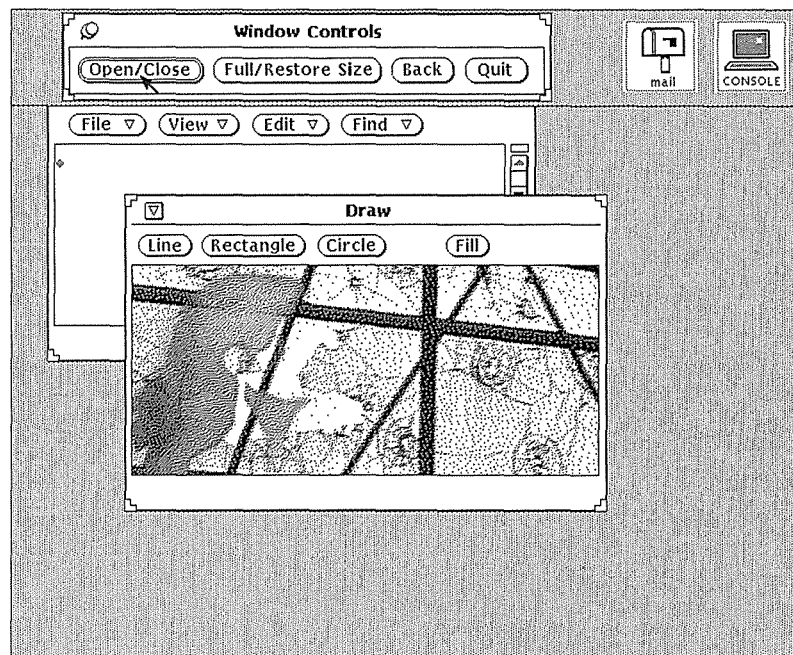 Window Controls
Open/Close Full/Restore Size Back Quit
mail
CONSOLE
File View Edit Find
Draw
Line Rectangle Circle Fill